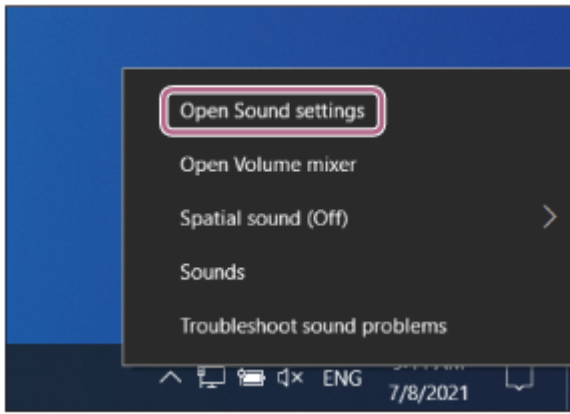 Open Sound settings
Open Volume mixer
Spatial sound (Off)
Sounds
Troubleshoot sound problems
ENG
7/8/2021